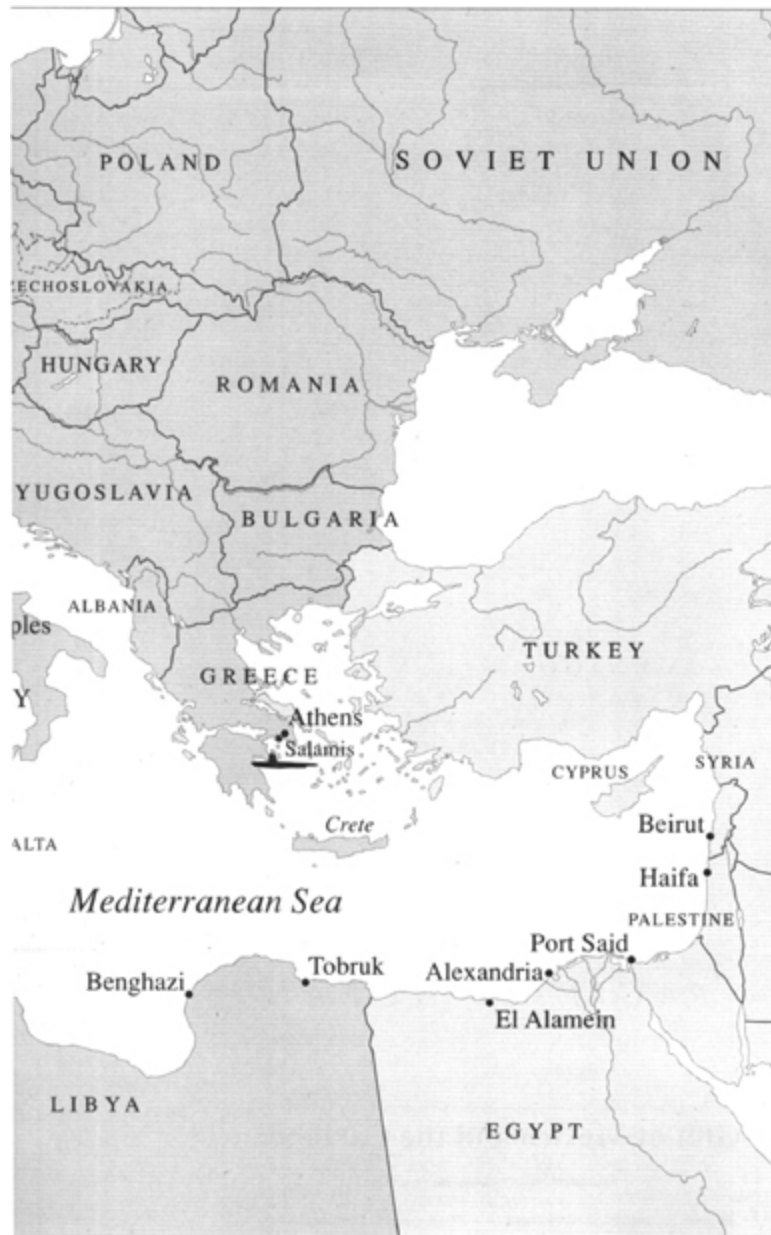 POLAND
SOVIET UNION
ZECHOSLOVAKIA
HUNGARY
ROMANIA
YUGOSLAVIA
BULGARIA
ALBANIA
ples
TURKEY
GREECE
Y
Athens
Salamis
CYPRUS
SYRIA
Crete
Beirut
ALTA
Haifa
Mediterranean Sea
PALESTINE
Port Said
Tobruk
Alexandria
Benghazi
El Alamein
LIBYA
EGYPT